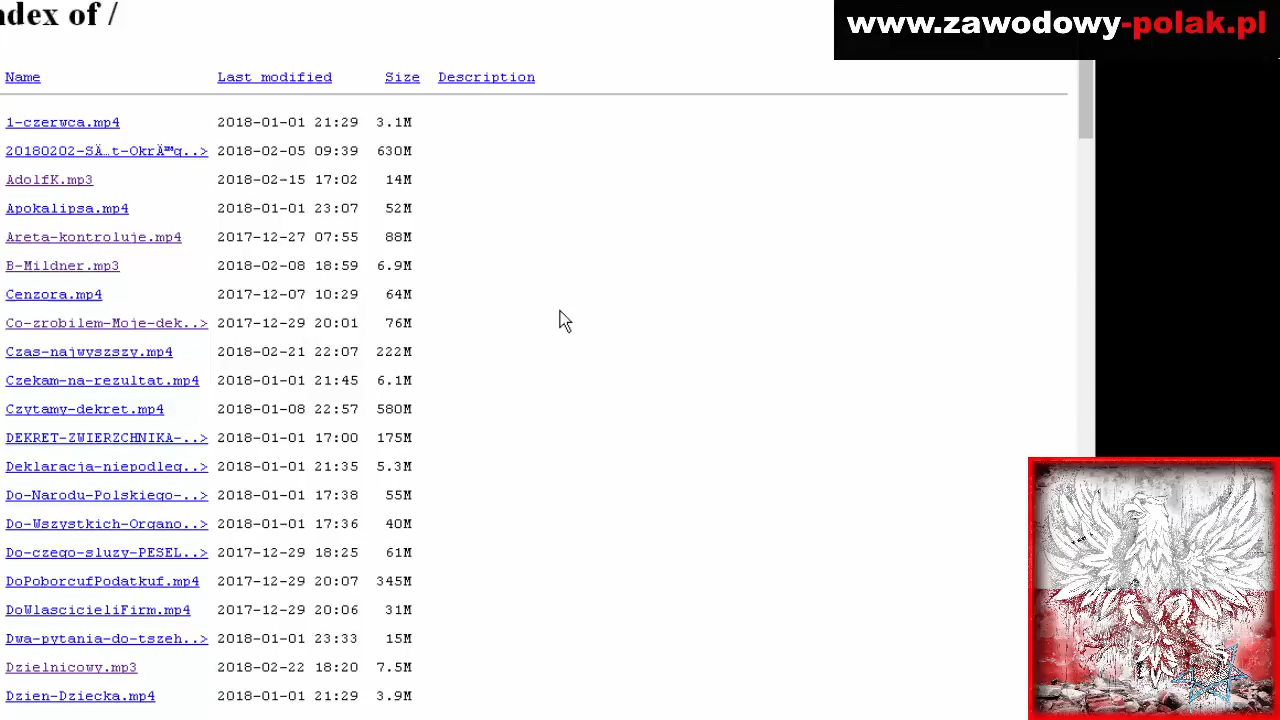 ndex of /
www.zawodowy-polak.pl
Name Last modified Size Description
1-czerwca.mp4 2018-01-01 21:29 3.1M
20180202-SÄ…t-OkrÄ™g..> 2018-02-05 09:39 630M
AdolfK.mp3 2018-02-15 17:02 14M
Apokalipsa.mp4 2018-01-01 23:07 52M
Areta-kontroluje.mp4 2017-12-27 07:55 88M
B-Mildner.mp3 2018-02-08 18:59 6.9M
Cenzora.mp4 2017-12-07 10:29 64M
Co-zrobilem-Moje-dek..> 2017-12-29 20:01 76M
Czas-najwyszszy.mp4 2018-02-21 22:07 222M
Czekam-na-rezultat.mp4 2018-01-01 21:45 6.1M
Czytamy-dekret.mp4 2018-01-08 22:57 580M
DEKRET-ZWIERZCHNIKA-..> 2018-01-01 17:00 175M
Deklaracja-niepodleg..> 2018-01-01 21:35 5.3M
Do-Narodu-Polskiego-..> 2018-01-01 17:38 55M
Do-Wszystkich-Organo..> 2018-01-01 17:36 40M
Do-czego-sluzy-PESEL..> 2017-12-29 18:25 61M
DoPoborcufPodatkuf.mp4 2017-12-29 20:07 345M
DoWlascicieliFirm.mp4 2017-12-29 20:06 31M
Dwa-pytania-do-tszeh..> 2018-01-01 23:33 15M
Dzielnicowy.mp3 2018-02-22 18:20 7.5M
Dzien-Dziecka.mp4 2018-01-01 21:29 3.9M